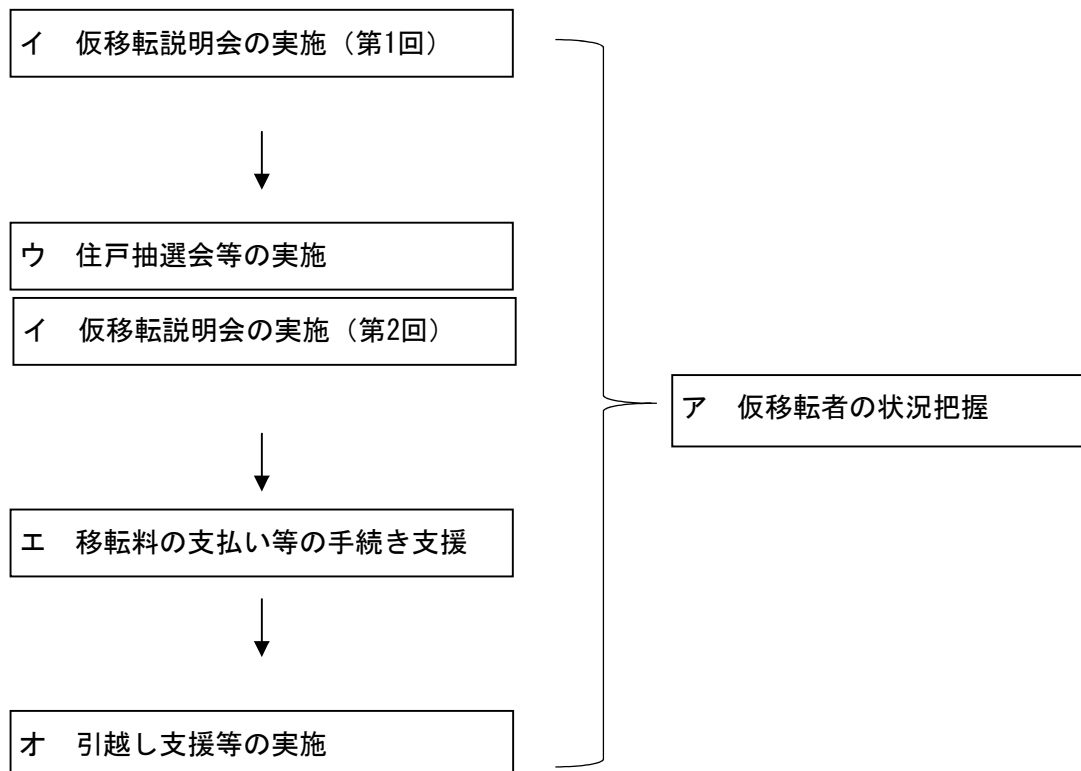 イ　仮移転説明会の実施（第1回）
ウ　住戸抽選会等の実施
イ　仮移転説明会の実施（第2回）
ア　仮移転者の状況把握
エ　移転料の支払い等の手続き支援
オ　引越し支援等の実施